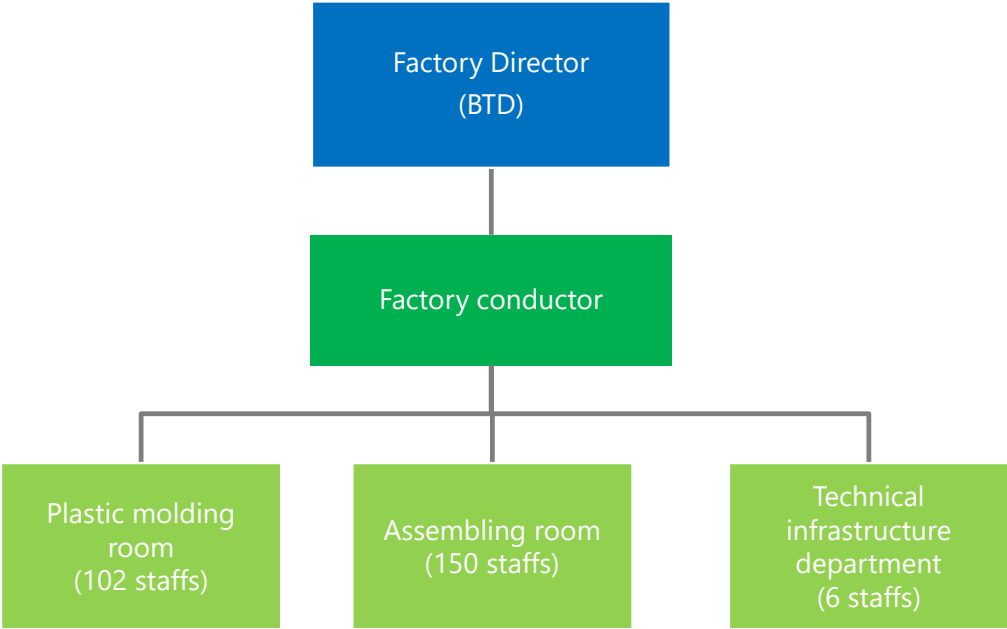 Factory Director
(BTD)
Factory conductor
Plastic molding
room
(102 staffs)
Assembling room
(150 staffs)
Technical
infrastructure
department
(6 staffs)